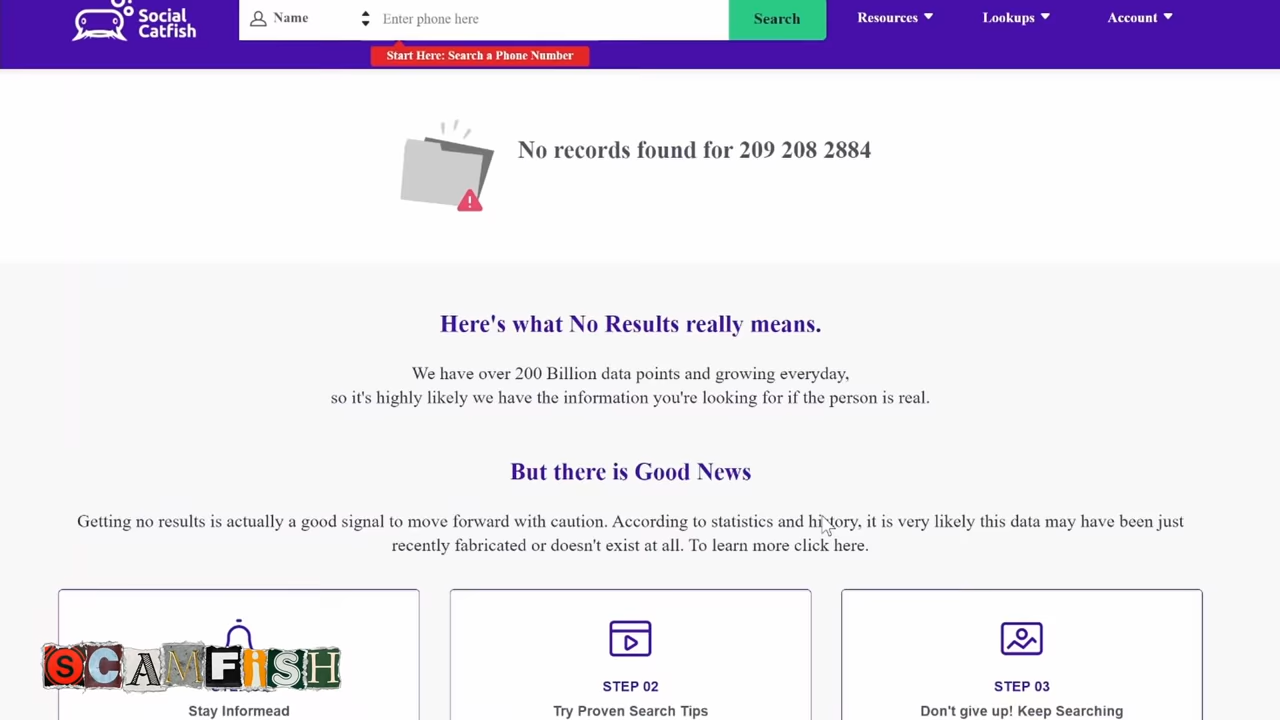 Social
Catfish
Name
Enter phone here
Search
Resources
Lookups
Account
Start Here: Search a Phone Number
No records found for 209 208 2884
Here's what No Results really means.
We have over 200 Billion data points and growing everyday,
so it's highly likely we have the information you're looking for if the person is real.
But there is Good News
Getting no results is actually a good signal to move forward with caution. According to statistics and history, it is very likely this data may have been just
recently fabricated or doesn't exist at all. To learn more click here.
SCAMFiSH
STEP 02
STEP 03
Stay Informead
Try Proven Search Tips
Don't give up! Keep Searching